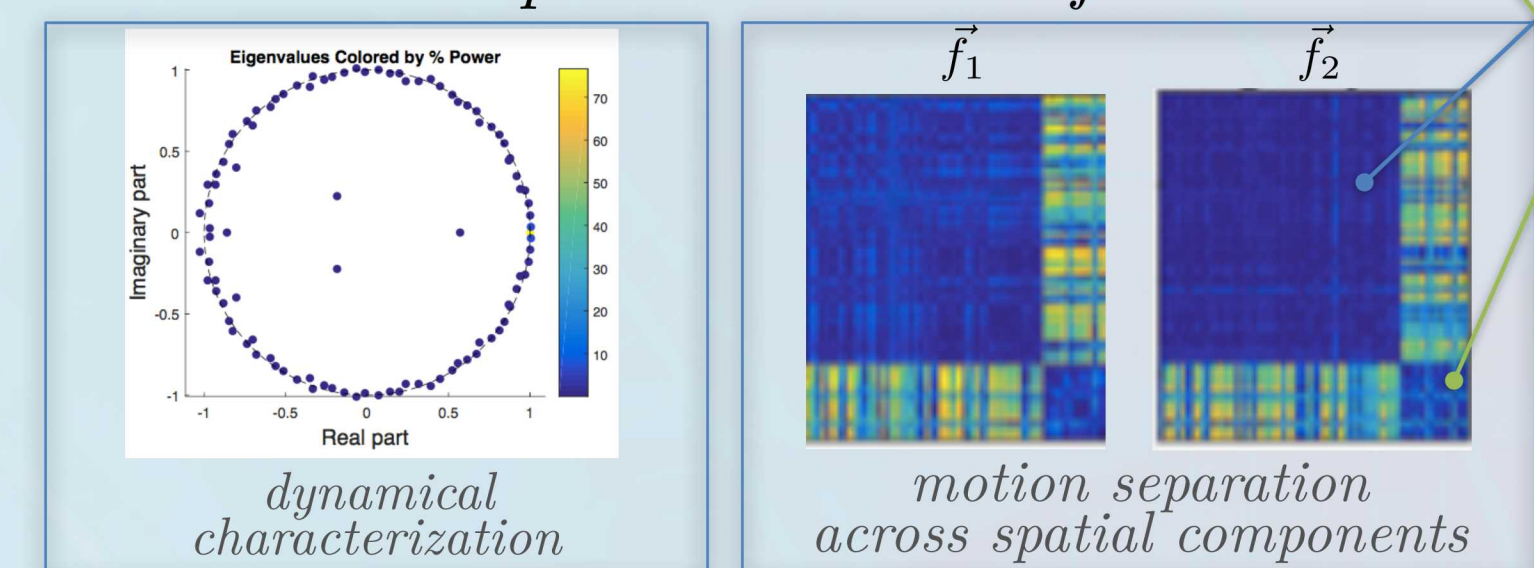 Eigenvalues Colored by % Power
1
0.5
0
-0.5
-1
Imaginary part
-1
-0.5
0
0.5
1
Real part
70
60
50
40
30
20
10
dynamical
characterization
f⃗1
f⃗2
motion separation
across spatial components